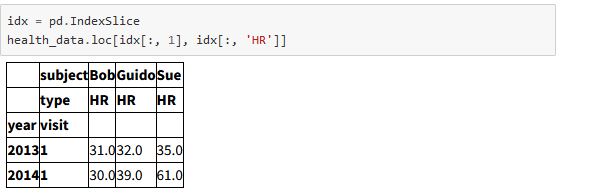 idx = pd.IndexSlice
health_data.loc[idx[:, 1], idx[:, 'HR']]
subject Bob Guido Sue
type HR HR HR
year visit
2013 1 31.0 32.0 35.0
2014 1 30.0 39.0 61.0